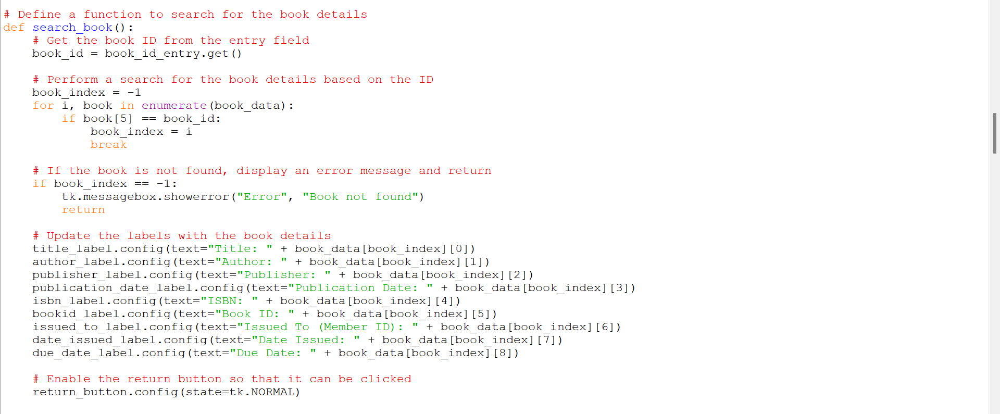 # Define a function to search for the book details
def search_book():
    # Get the book ID from the entry field
    book_id = book_id_entry.get()

    # Perform a search for the book details based on the ID
    book_index = -1
    for i, book in enumerate(book_data):
        if book[5] == book_id:
            book_index = i
            break

    # If the book is not found, display an error message and return
    if book_index == -1:
        tk.messagebox.showerror("Error", "Book not found")
        return

    # Update the labels with the book details
    title_label.config(text="Title: " + book_data[book_index][0])
    author_label.config(text="Author: " + book_data[book_index][1])
    publisher_label.config(text="Publisher: " + book_data[book_index][2])
    publication_date_label.config(text="Publication Date: " + book_data[book_index][3])
    isbn_label.config(text="ISBN: " + book_data[book_index][4])
    bookid_label.config(text="Book ID: " + book_data[book_index][5])
    issued_to_label.config(text="Issued To (Member ID): " + book_data[book_index][6])
    date_issued_label.config(text="Date Issued: " + book_data[book_index][7])
    due_date_label.config(text="Due Date: " + book_data[book_index][8])

    # Enable the return button so that it can be clicked
    return_button.config(state=tk.NORMAL)